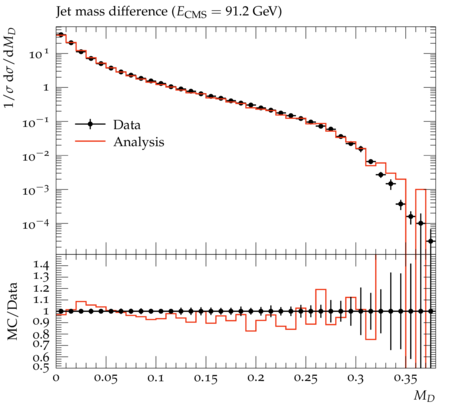 Jet mass difference (E_CMS = 91.2 GeV)
1/σ dσ/dM_D
10^1
1
10^−1
10^−2
10^−3
10^−4
Data
Analysis
MC/Data
1.4
1.3
1.2
1.1
1
0.9
0.8
0.7
0.6
0.5
0 0.05 0.1 0.15 0.2 0.25 0.3 0.35
M_D